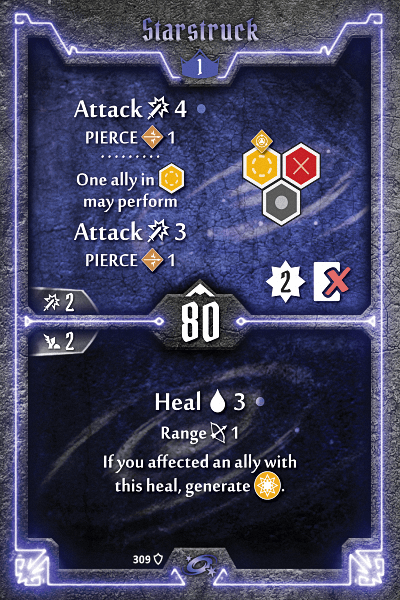 Starstruck
1
Attack 4
PIERCE 1
One ally in
may perform
Attack 3
PIERCE 1
2
2
80
2
Heal 3
Range 1
If you affected an ally with
this heal, generate .
309